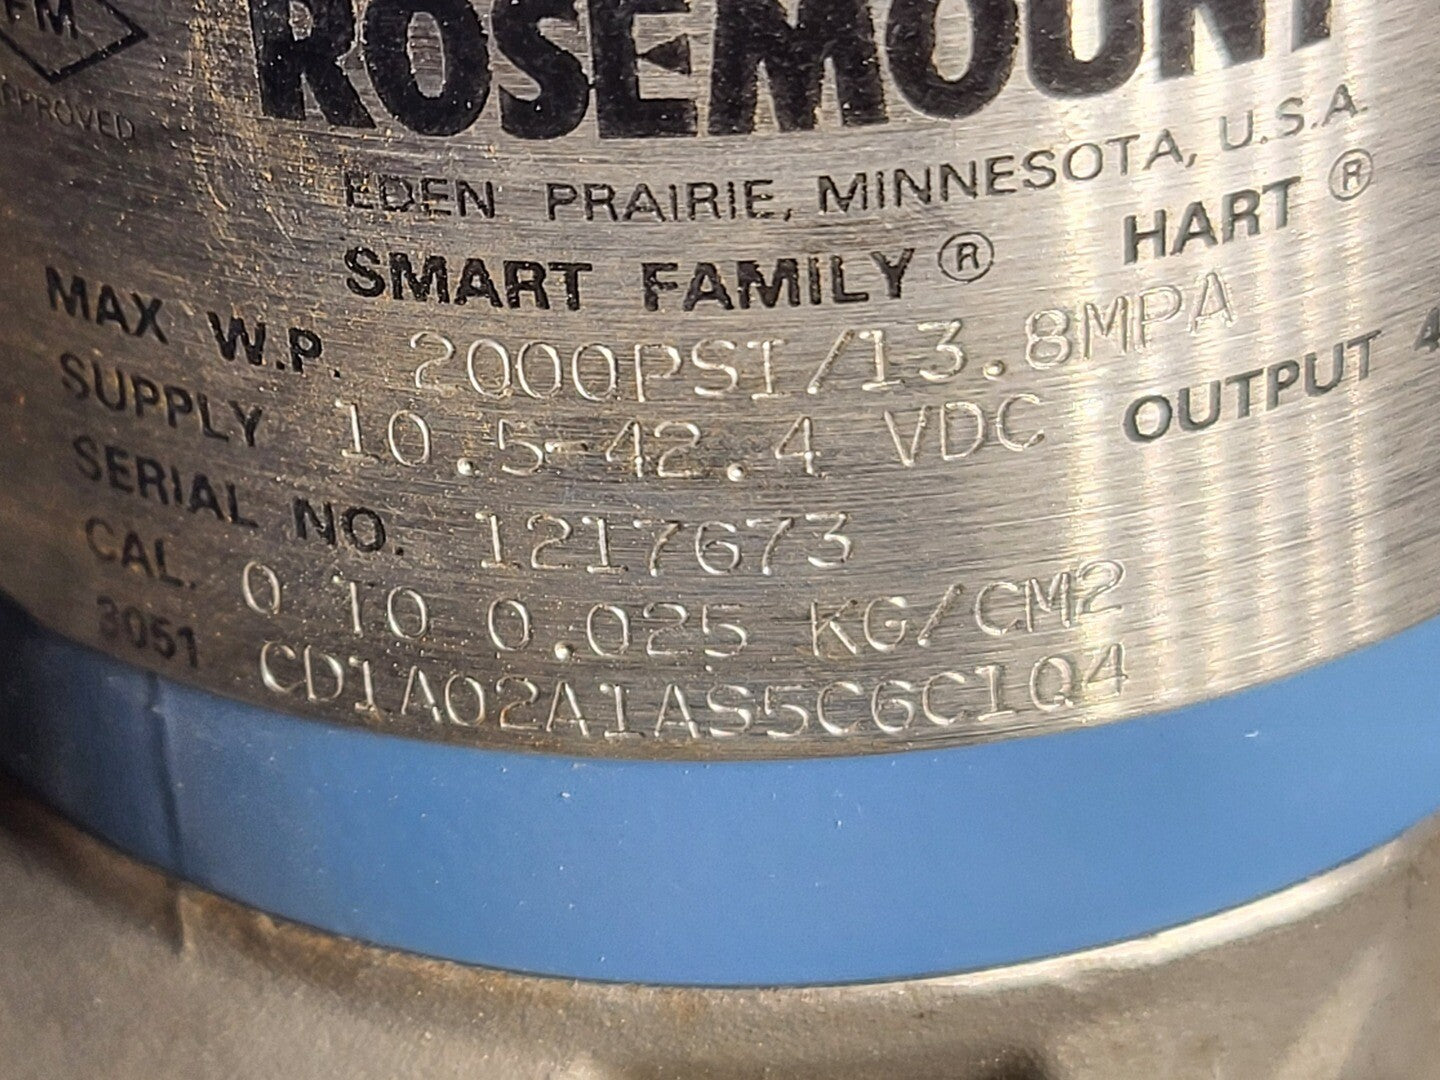 FM
APPROVED
ROSEMOUNT
EDEN PRAIRIE, MINNESOTA, U.S.A.
SMART FAMILY® HART®
MAX W.P. 2000PSI/13.8MPA
SUPPLY 10.5-42.4 VDC OUTPUT 4
SERIAL NO. 1217673
CAL. 0 TO 0.025 KG/CM2
3051 CD1A02A1AS5C6C1Q4